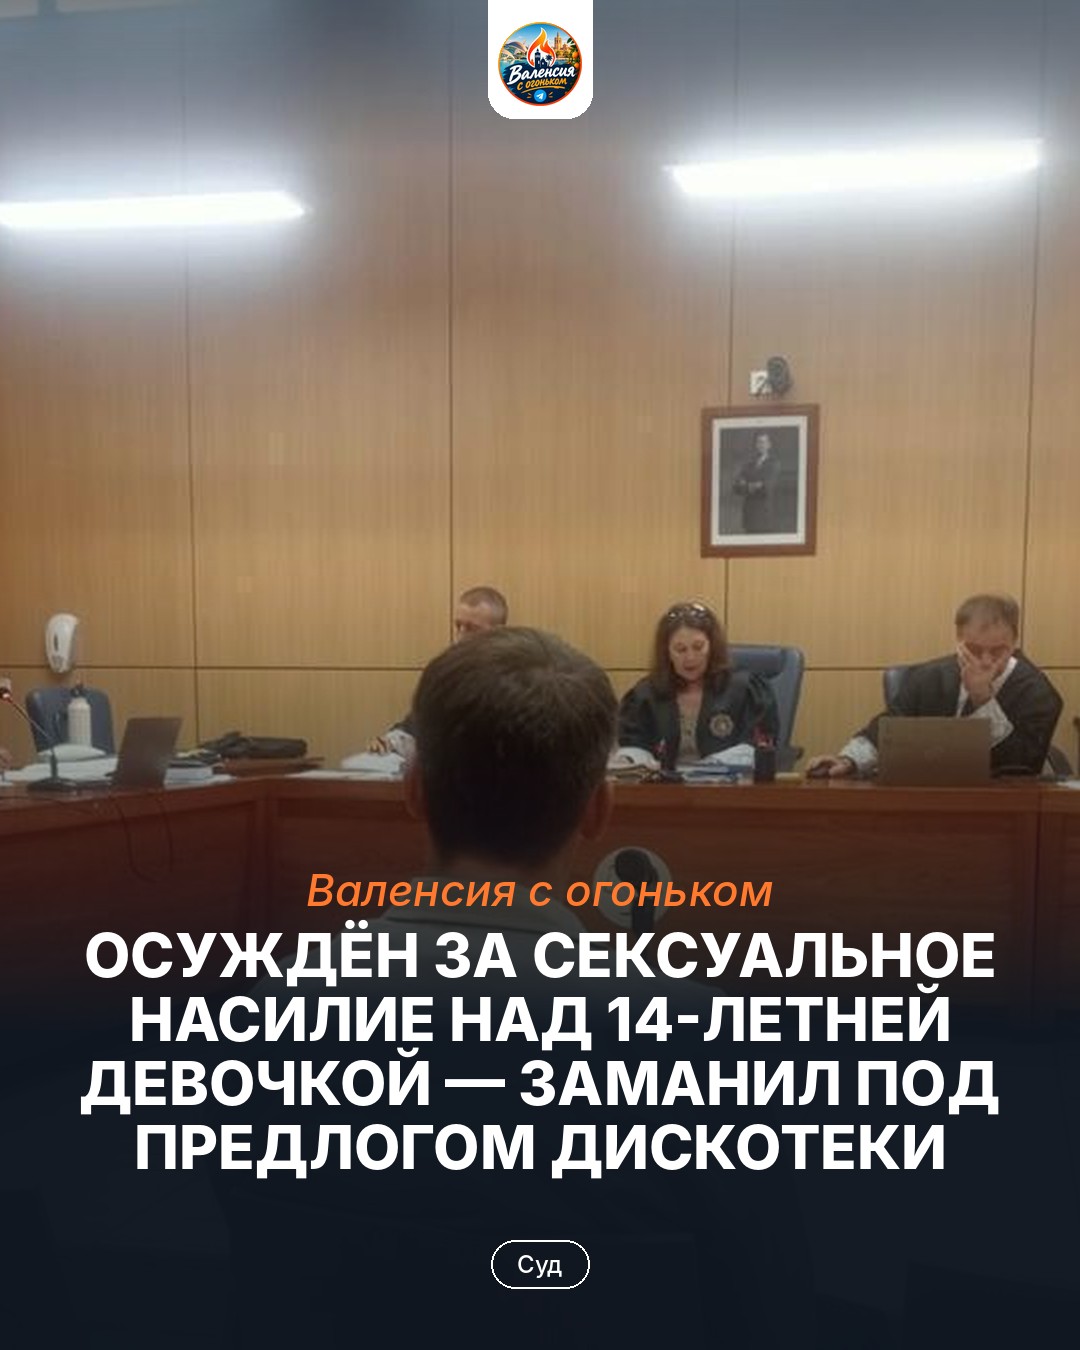 Валенсия
с огоньком
Валенсия с огоньком
ОСУЖДЁН ЗА СЕКСУАЛЬНОЕ
НАСИЛИЕ НАД 14-ЛЕТНЕЙ
ДЕВОЧКОЙ — ЗАМАНИЛ ПОД
ПРЕДЛОГОМ ДИСКОТЕКИ
Суд